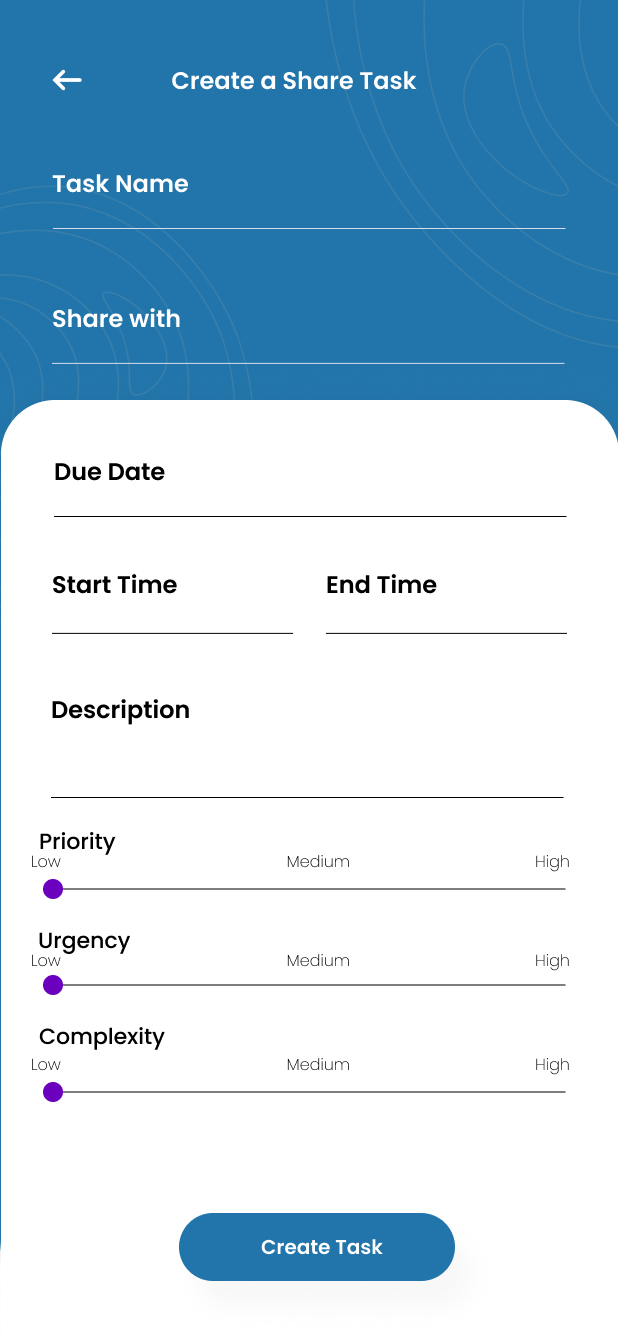 Create a Share Task
Task Name
Share with
Due Date
Start Time End Time
Description
Priority
Low Medium High
Urgency
Low Medium High
Complexity
Low Medium High
Create Task